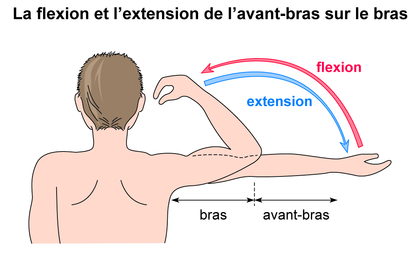 La flexion et l’extension de l’avant-bras sur le bras
flexion
extension
bras
avant-bras